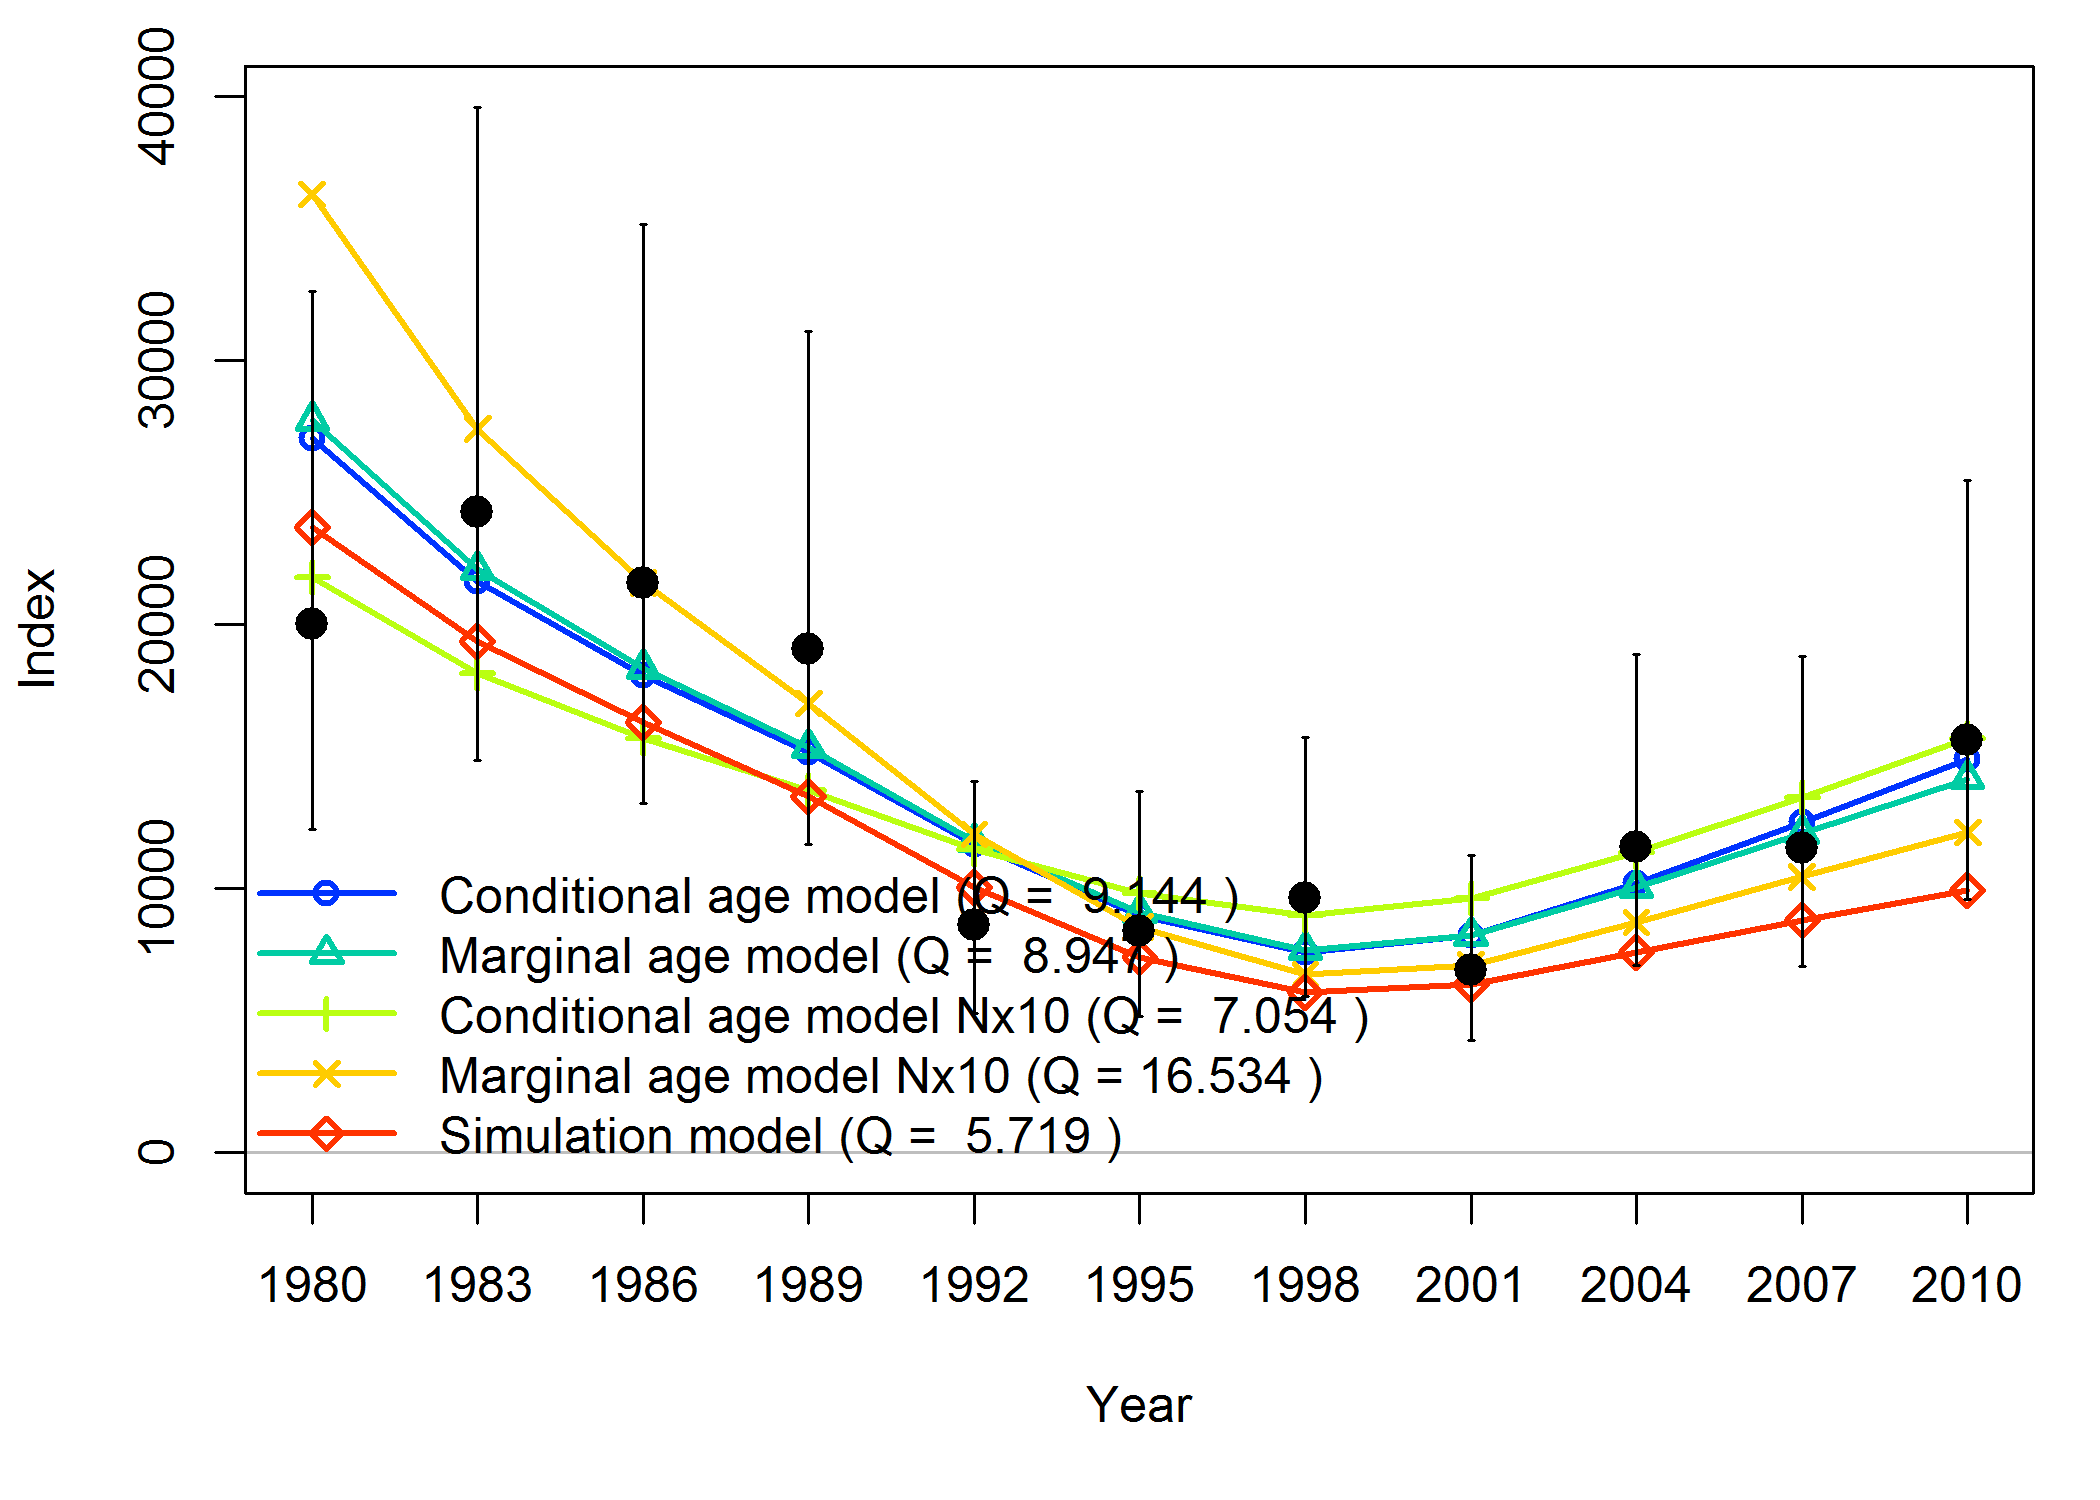 40000
30000
20000
10000
0
Index
Conditional age model (Q =  9.144 )
Marginal age model (Q =  8.947 )
Conditional age model Nx10 (Q =  7.054 )
Marginal age model Nx10 (Q = 16.534 )
Simulation model (Q =  5.719 )
1980 1983 1986 1989 1992 1995 1998 2001 2004 2007 2010
Year